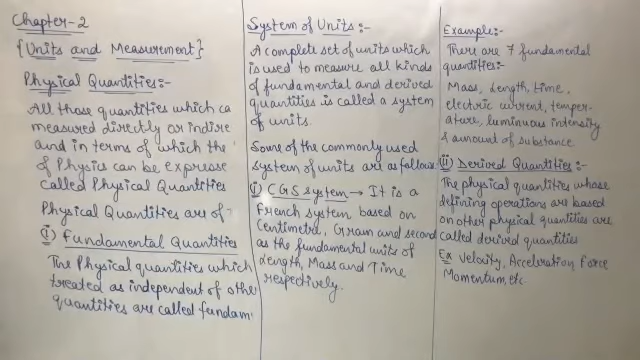 Chapter-2
{Units and Measurement}
Physical Quantities:-
All those quantities which ca
measured directly or indire
and in terms of which the
of Physics can be expresse
called Physical Quantities
Physical Quantities are of
(i) Fundamental Quantities
The Physical quantities which
treated as independent of othe
quantities are called fundam
System of Units:-
A complete set of units which
is used to measure all kinds
of fundamental and derived
quantities is called a system
of units.
Some of the commonly used
system of units are as follows
(i) CGS system → It is a
French system based on
Centimetre, Gram and second
as the fundamental units of
Length, Mass and Time
respectively.
Example:-
There are 7 fundamental
quantities:-
Mass, Length, time,
electric current, temper-
ature, luminous intensity
& amount of substance
(ii) Derived Quantities:-
The physical quantities whose
defining operations are based
on other physical quantities are
called derived quantities
Ex Velocity, Acceleration Force
Momentum, etc.